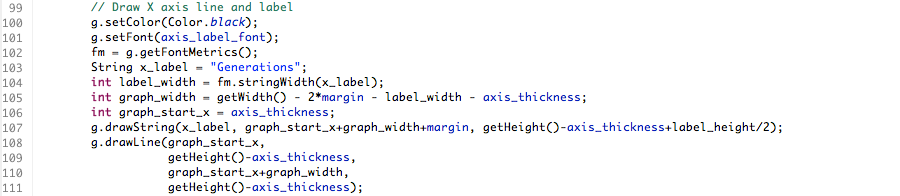 99 // Draw X axis line and label
100 g.setColor(Color.black);
101 g.setFont(axis_label_font);
102 fm = g.getFontMetrics();
103 String x_label = "Generations";
104 int label_width = fm.stringWidth(x_label);
105 int graph_width = getWidth() - 2*margin - label_width - axis_thickness;
106 int graph_start_x = axis_thickness;
107 g.drawString(x_label, graph_start_x+graph_width+margin, getHeight()-axis_thickness+label_height/2);
108 g.drawLine(graph_start_x,
109 getHeight()-axis_thickness,
110 graph_start_x+graph_width,
111 getHeight()-axis_thickness);